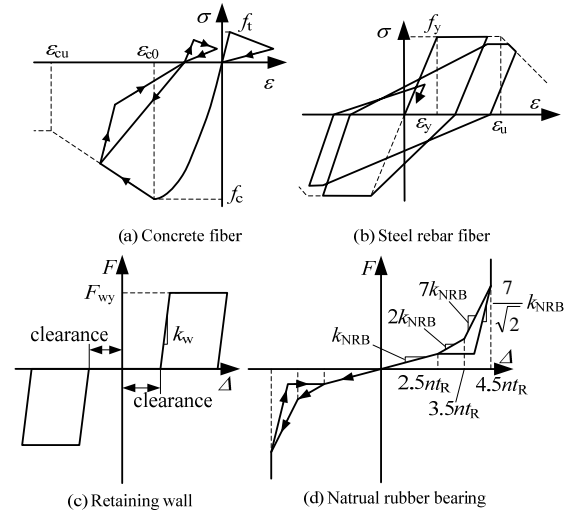 σ
f_t
ε_cu
ε_c0
ε
f_c
(a) Concrete fiber
σ
f_y
ε
ε_y
ε_u
(b) Steel rebar fiber
F
F_wy
clearance
k_w
Δ
clearance
(c) Retaining wall
F
7k_NRB
7/√2 k_NRB
2k_NRB
k_NRB
Δ
2.5nt_R
4.5nt_R
3.5nt_R
(d) Natrual rubber bearing